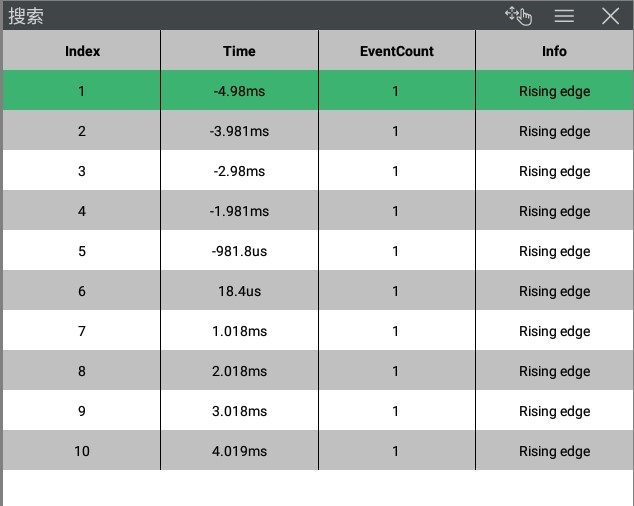 搜索
Index Time EventCount Info
1 -4.98ms 1 Rising edge
2 -3.981ms 1 Rising edge
3 -2.98ms 1 Rising edge
4 -1.981ms 1 Rising edge
5 -981.8us 1 Rising edge
6 18.4us 1 Rising edge
7 1.018ms 1 Rising edge
8 2.018ms 1 Rising edge
9 3.018ms 1 Rising edge
10 4.019ms 1 Rising edge